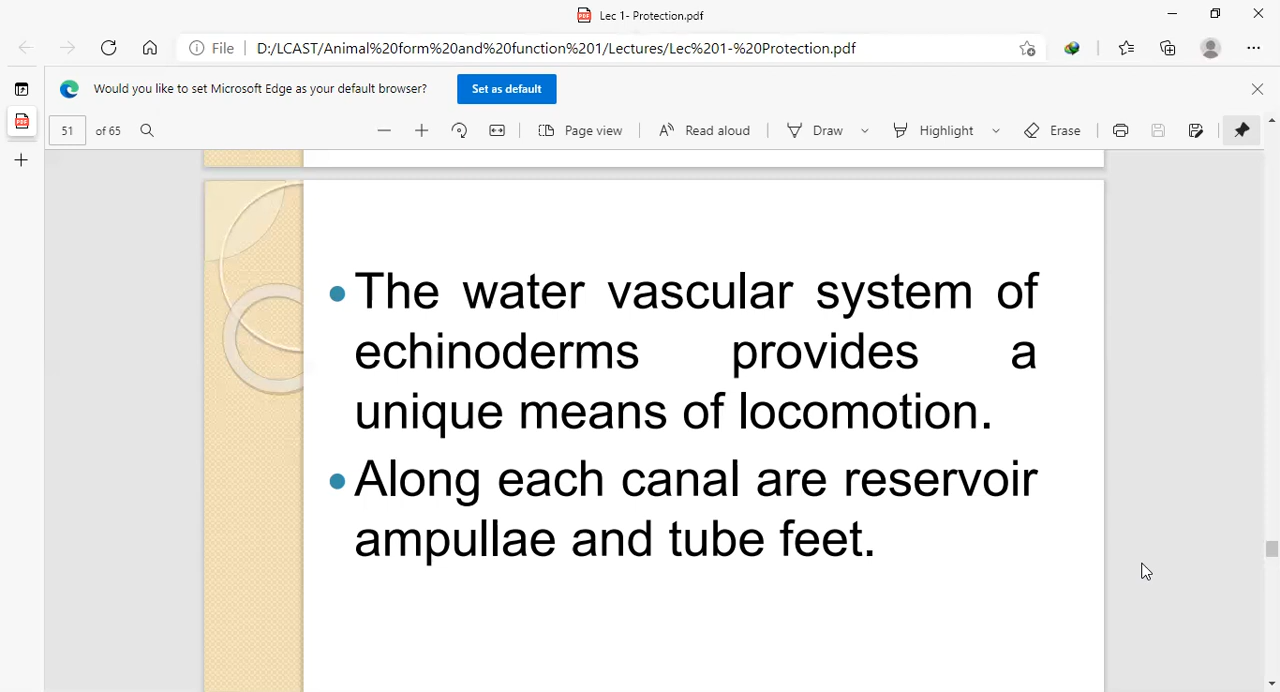 Lec 1- Protection.pdf
File D:/LCAST/Animal%20form%20and%20function%201/Lectures/Lec%201-%20Protection.pdf
Would you like to set Microsoft Edge as your default browser? Set as default
51 of 65 Page view Read aloud Draw Highlight Erase
•The water vascular system of
echinoderms provides a
unique means of locomotion.
•Along each canal are reservoir
ampullae and tube feet.